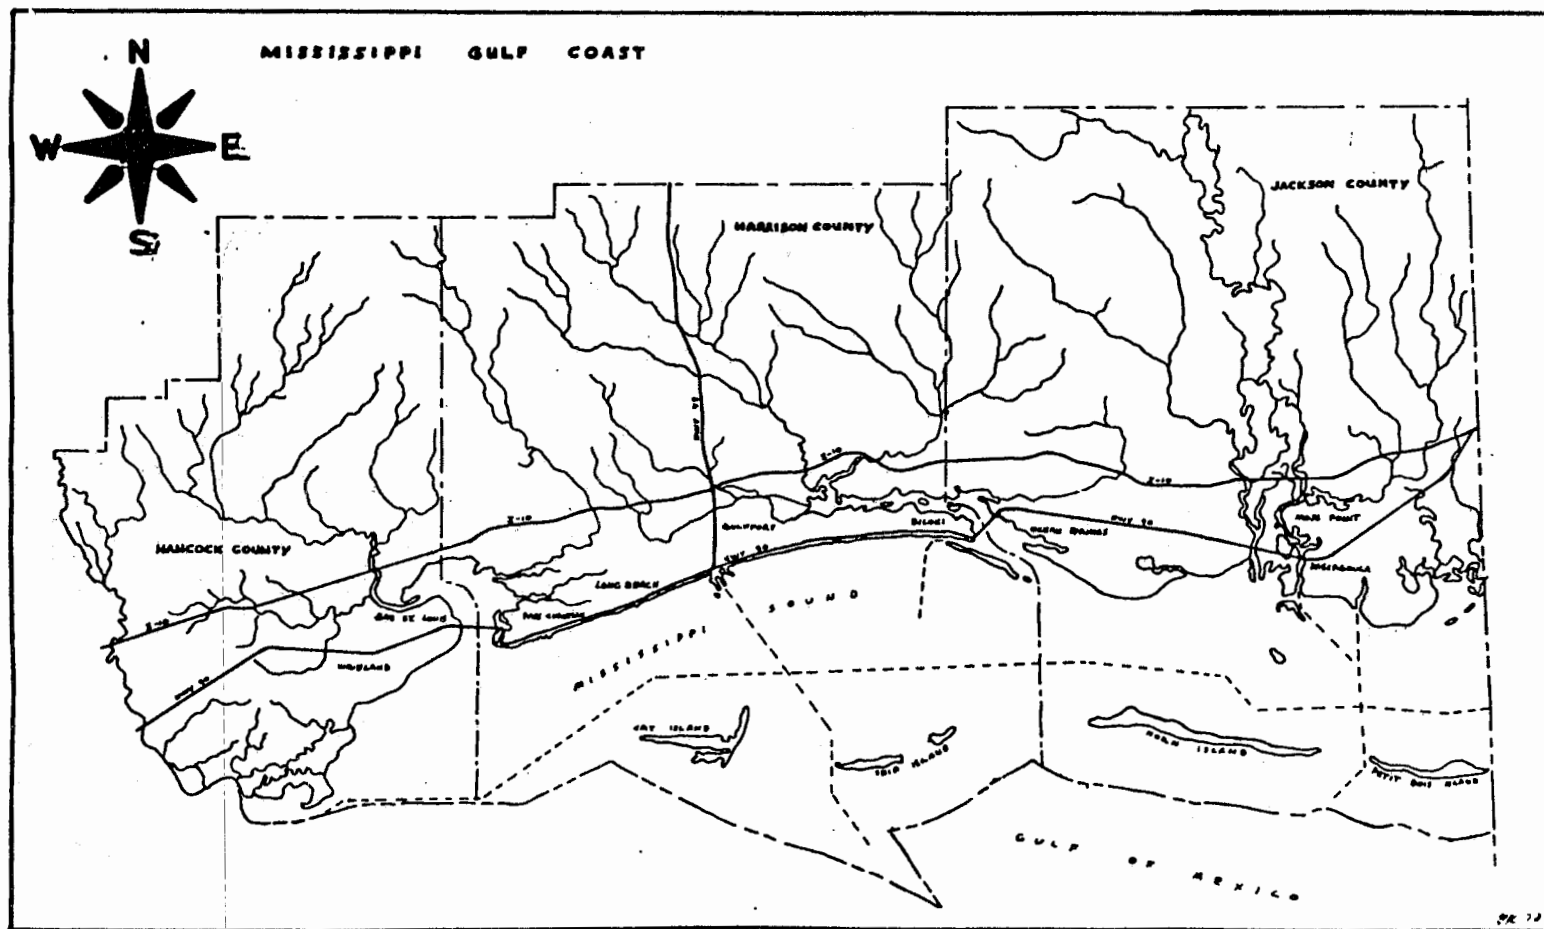 MISSISSIPPI GULF COAST
N
W E
S
JACKSON COUNTY
HARRISON COUNTY
HANCOCK COUNTY
I-10
I-10
I-10
I-10
GULFPORT
BILOXI
OCEAN SPRINGS
HWY 90
MOSS POINT
PASCAGOULA
HWY 90
LONG BEACH
PASS CHRISTIAN
BAY ST. LOUIS
WAVELAND
HWY 90
MISSISSIPPI SOUND
CAT ISLAND
SHIP ISLAND
HORN ISLAND
PETIT BOIS ISLAND
GULF OF MEXICO